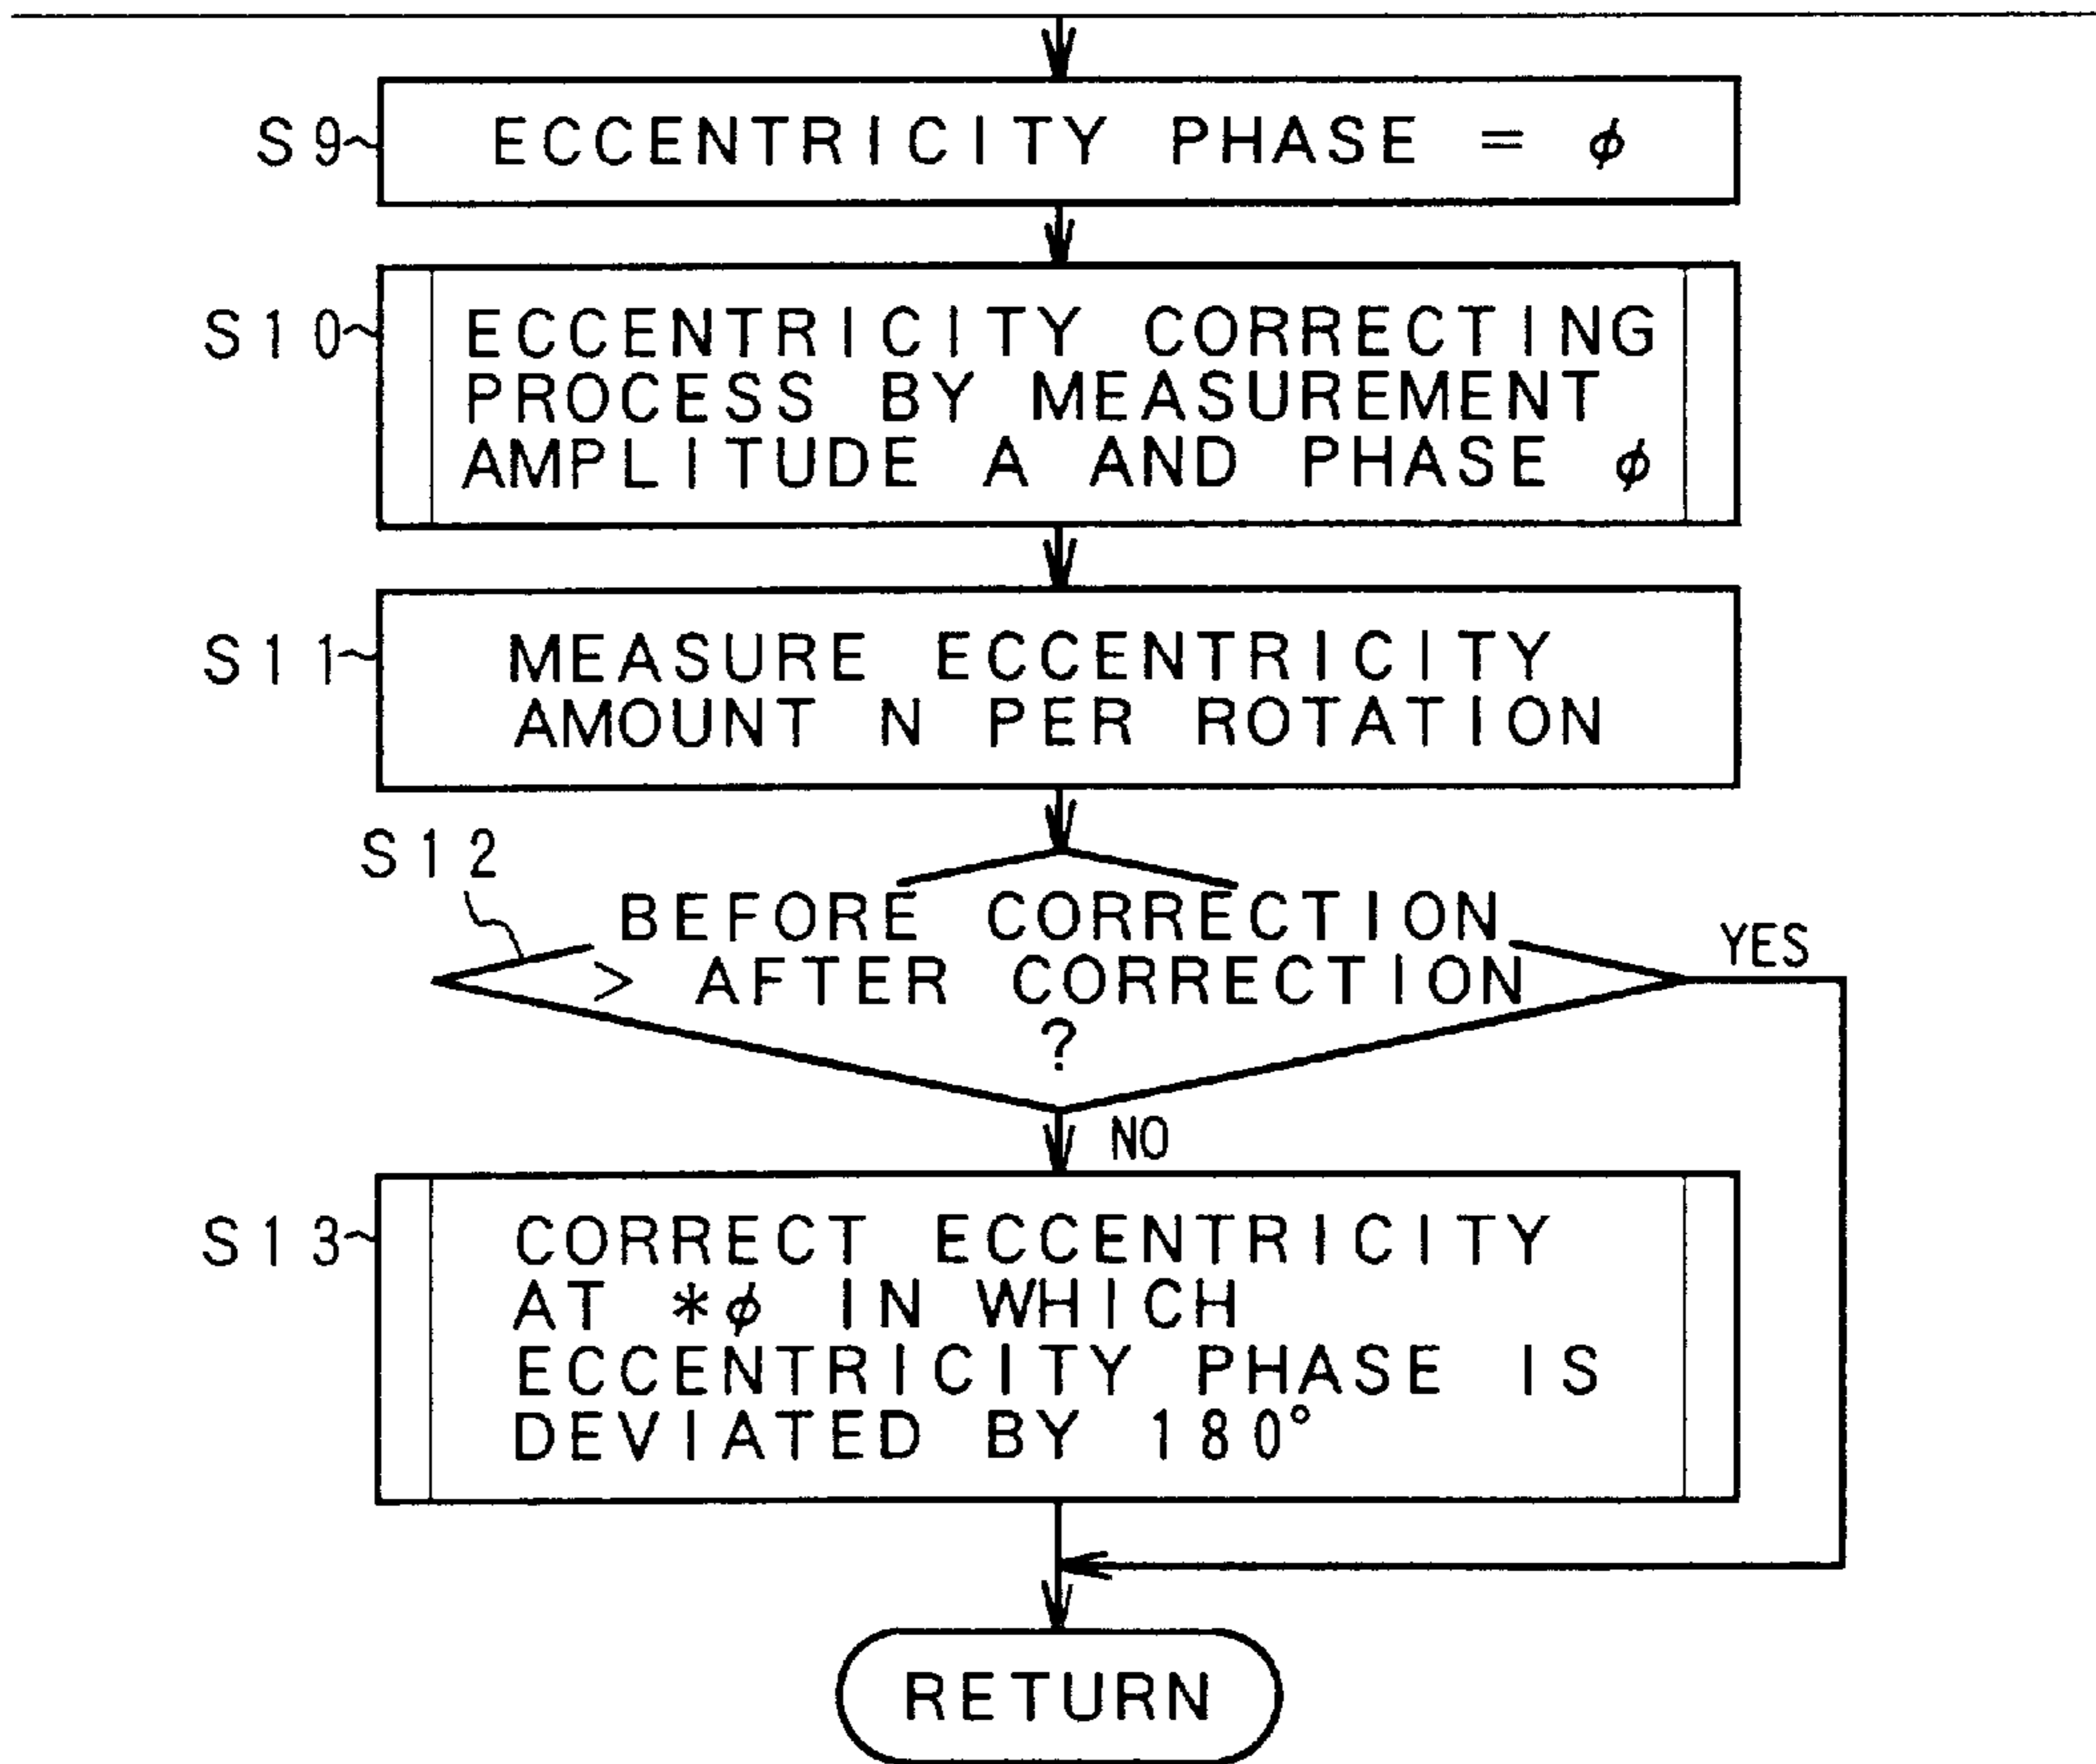 S9
ECCENTRICITY PHASE = ϕ
S10
ECCENTRICITY CORRECTING
PROCESS BY MEASUREMENT
AMPLITUDE A AND PHASE ϕ
S11
MEASURE ECCENTRICITY
AMOUNT N PER ROTATION
S12
BEFORE CORRECTION
> AFTER CORRECTION
?
YES
NO
S13
CORRECT ECCENTRICITY
AT *ϕ IN WHICH
ECCENTRICITY PHASE IS
DEVIATED BY 180°
RETURN